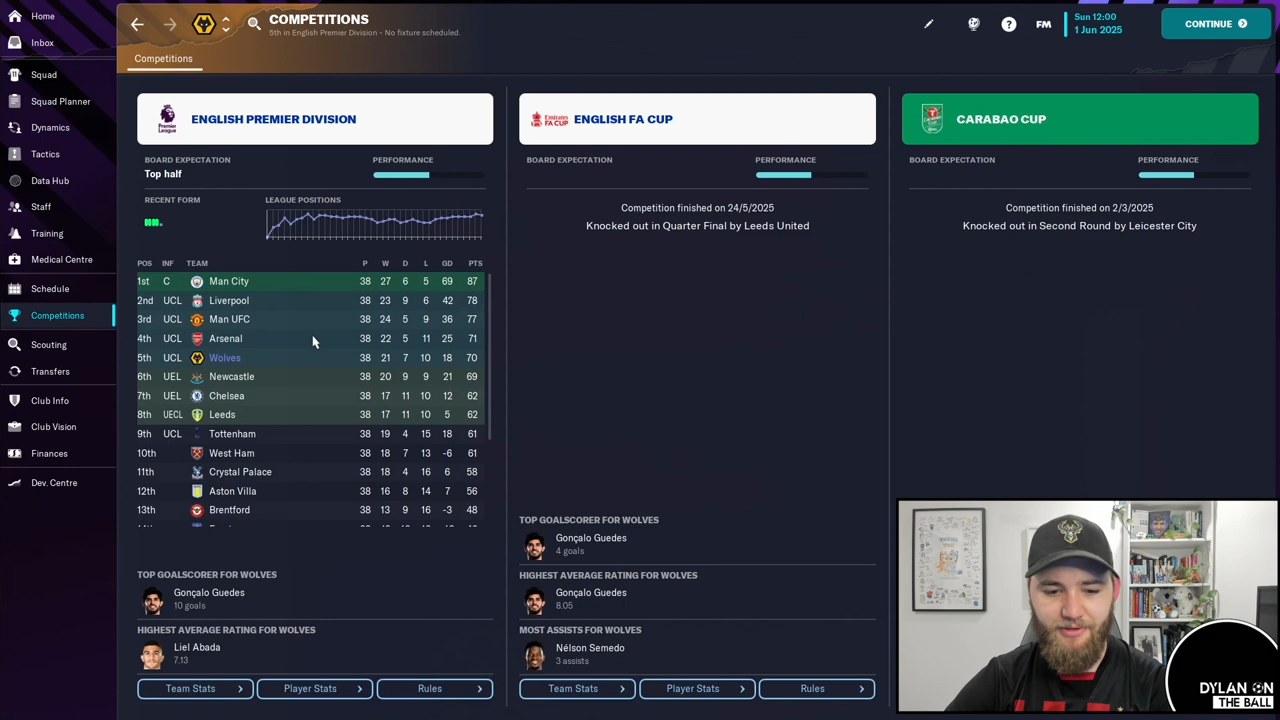 Home
Inbox
Squad
Squad Planner
Dynamics
Tactics
Data Hub
Staff
Training
Medical Centre
Schedule
Competitions
Scouting
Transfers
Club Info
Club Vision
Finances
Dev. Centre
COMPETITIONS
5th in English Premier Division - No fixture scheduled.
FM
Sun 12:00
1 Jun 2025
CONTINUE
Competitions
ENGLISH PREMIER DIVISION
BOARD EXPECTATION PERFORMANCE
Top half
RECENT FORM LEAGUE POSITIONS
POS INF TEAM P W D L GD PTS
1st C Man City 38 27 6 5 69 87
2nd UCL Liverpool 38 23 9 6 42 78
3rd UCL Man UFC 38 24 5 9 36 77
4th UCL Arsenal 38 22 5 11 25 71
5th UCL Wolves 38 21 7 10 18 70
6th UEL Newcastle 38 20 9 9 21 69
7th UEL Chelsea 38 17 11 10 12 62
8th UECL Leeds 38 17 11 10 5 62
9th UCL Tottenham 38 19 4 15 18 61
10th West Ham 38 18 7 13 -6 61
11th Crystal Palace 38 18 4 16 6 58
12th Aston Villa 38 16 8 14 7 56
13th Brentford 38 13 9 16 -3 48
TOP GOALSCORER FOR WOLVES
Gonçalo Guedes
10 goals
HIGHEST AVERAGE RATING FOR WOLVES
Liel Abada
7.13
Team Stats
Player Stats
Rules
Emirates
FA CUP
ENGLISH FA CUP
BOARD EXPECTATION PERFORMANCE
Competition finished on 24/5/2025
Knocked out in Quarter Final by Leeds United
TOP GOALSCORER FOR WOLVES
Gonçalo Guedes
4 goals
HIGHEST AVERAGE RATING FOR WOLVES
Gonçalo Guedes
8.05
MOST ASSISTS FOR WOLVES
Nélson Semedo
3 assists
Team Stats
Player Stats
Rules
CARABAO CUP
BOARD EXPECTATION PERFORMANCE
Competition finished on 2/3/2025
Knocked out in Second Round by Leicester City
DYLAN ON
THE BALL